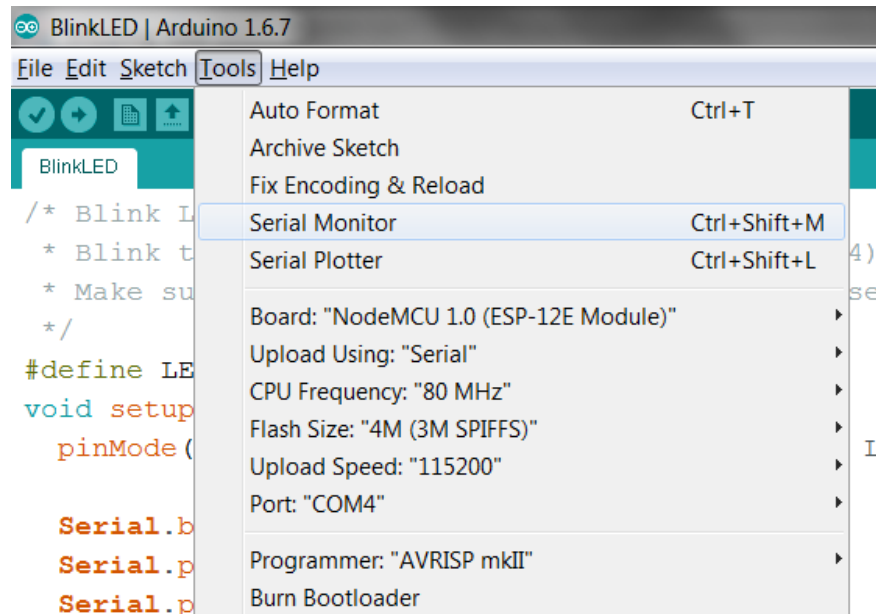 BlinkLED | Arduino 1.6.7
File Edit Sketch Tools Help
BlinkLED
Auto Format Ctrl+T
Archive Sketch
Fix Encoding & Reload
Serial Monitor Ctrl+Shift+M
Serial Plotter Ctrl+Shift+L
Board: "NodeMCU 1.0 (ESP-12E Module)"
Upload Using: "Serial"
CPU Frequency: "80 MHz"
Flash Size: "4M (3M SPIFFS)"
Upload Speed: "115200"
Port: "COM4"
Programmer: "AVRISP mkII"
Burn Bootloader
/* Blink L
* Blink t 4)
* Make su se
*/
#define LE
void setup
pinMode(
Serial.b
Serial.p
Serial.p